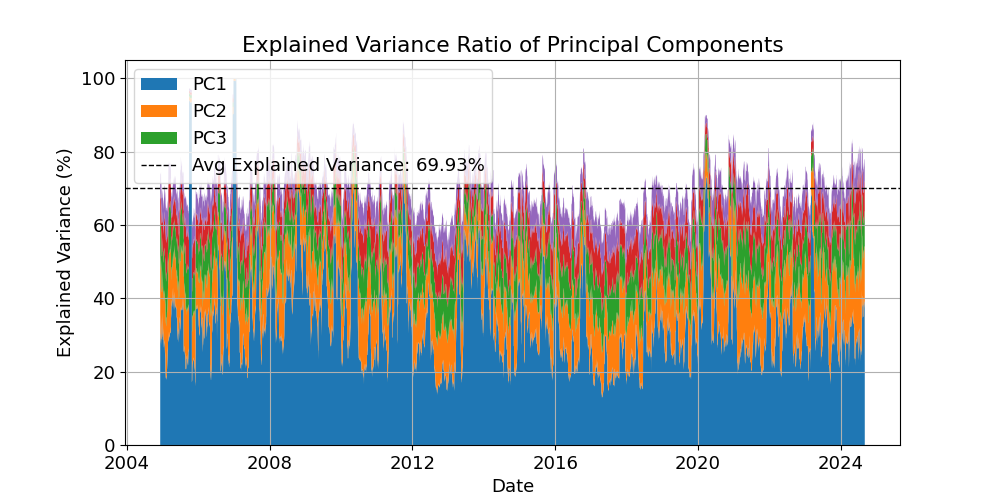 Explained Variance Ratio of Principal Components
100
80
60
40
20
0
Explained Variance (%)
PC1
PC2
PC3
Avg Explained Variance: 69.93%
2004
2008
2012
2016
2020
2024
Date